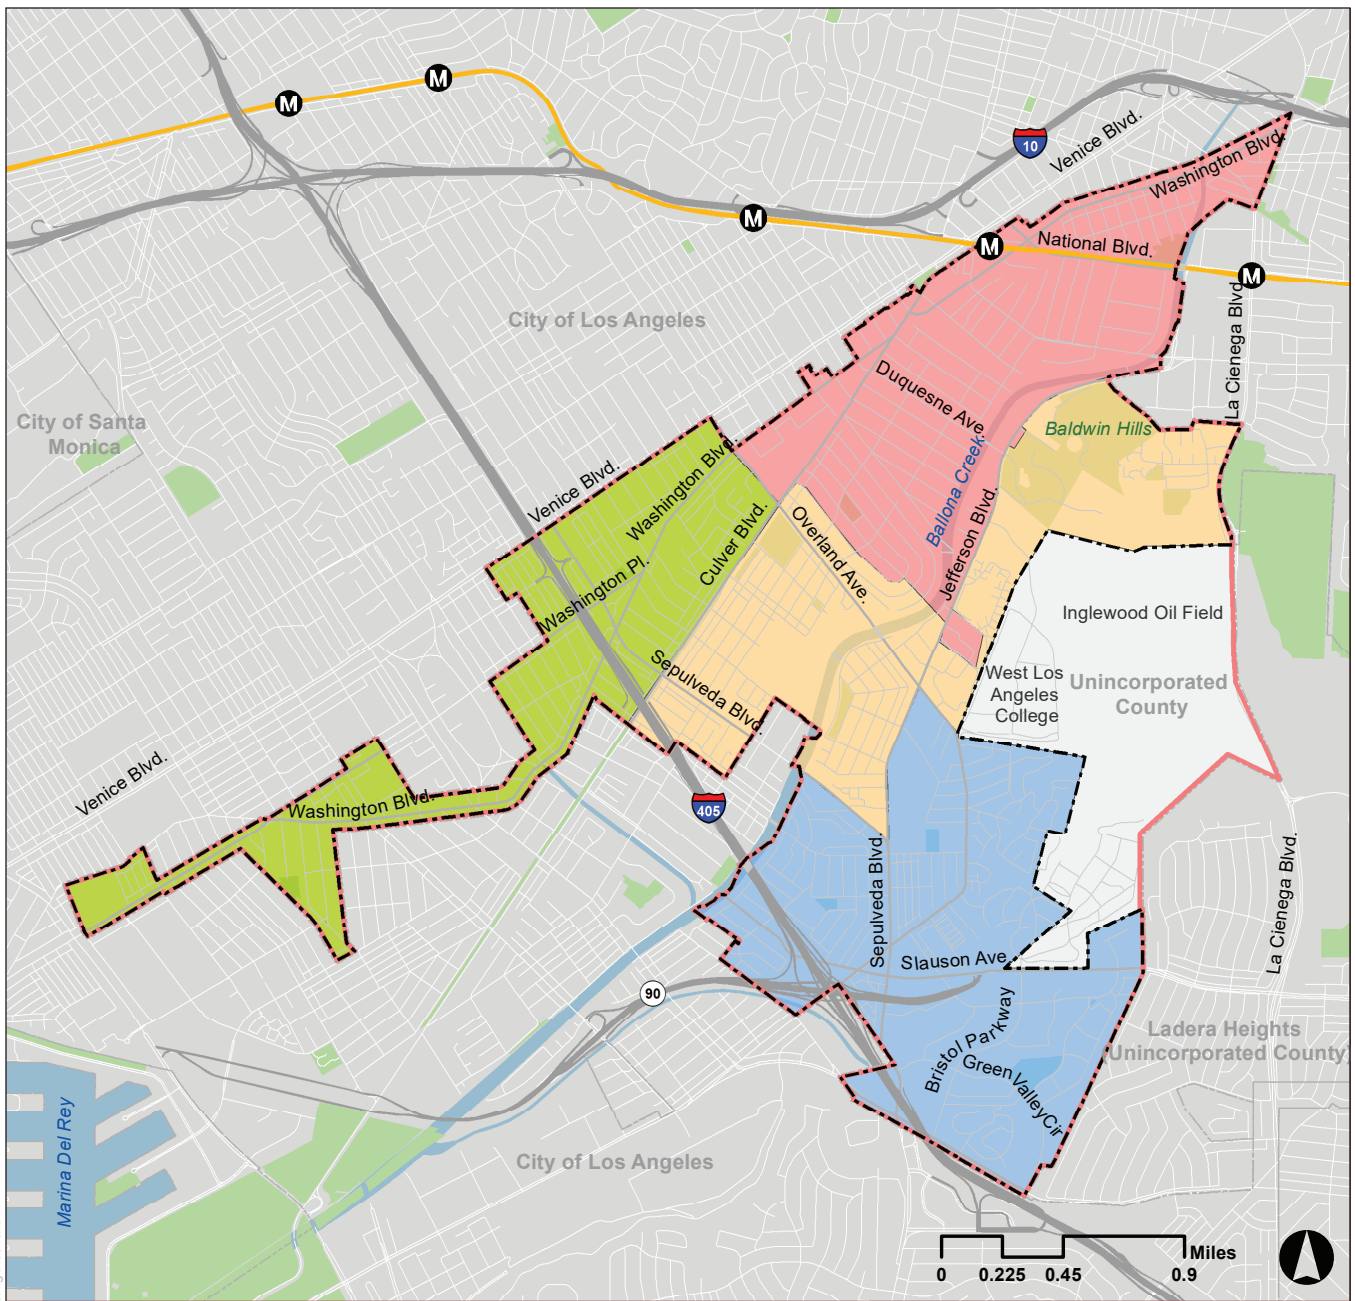 M
M
10
Venice Blvd.
Washington Blvd.
M
M
National Blvd.
M
City of Los Angeles
La Cienega Blvd.
Duquesne Ave.
City of Santa
Monica
Baldwin Hills
Venice Blvd.
Washington Blvd.
Ballona Creek
Culver Blvd.
Overland Ave.
Jefferson Blvd.
Washington Pl.
Inglewood Oil Field
Sepulveda Blvd.
West Los
Angeles
College
Unincorporated
County
Venice Blvd.
Washington Blvd.
405
Sepulveda Blvd.
La Cienega Blvd.
Slauson Ave
90
Bristol Parkway
Ladera Heights
(Unincorporated County)
Green Valley Cir
Marina Del Rey
City of Los Angeles
Miles
0 0.225 0.45 0.9